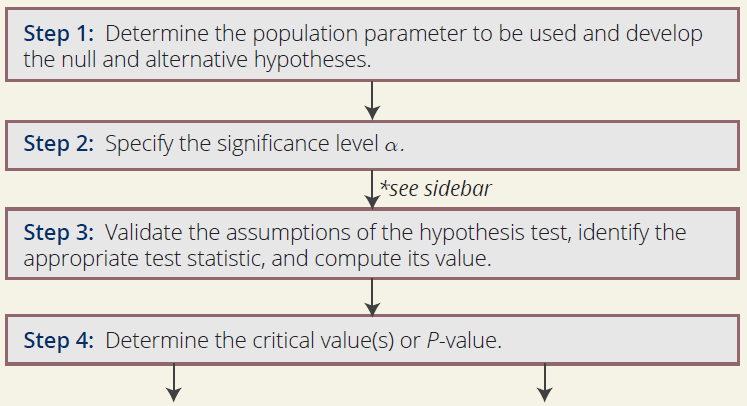 Step 1: Determine the population parameter to be used and develop
the null and alternative hypotheses.
Step 2: Specify the significance level α.
*see sidebar
Step 3: Validate the assumptions of the hypothesis test, identify the
appropriate test statistic, and compute its value.
Step 4: Determine the critical value(s) or P-value.